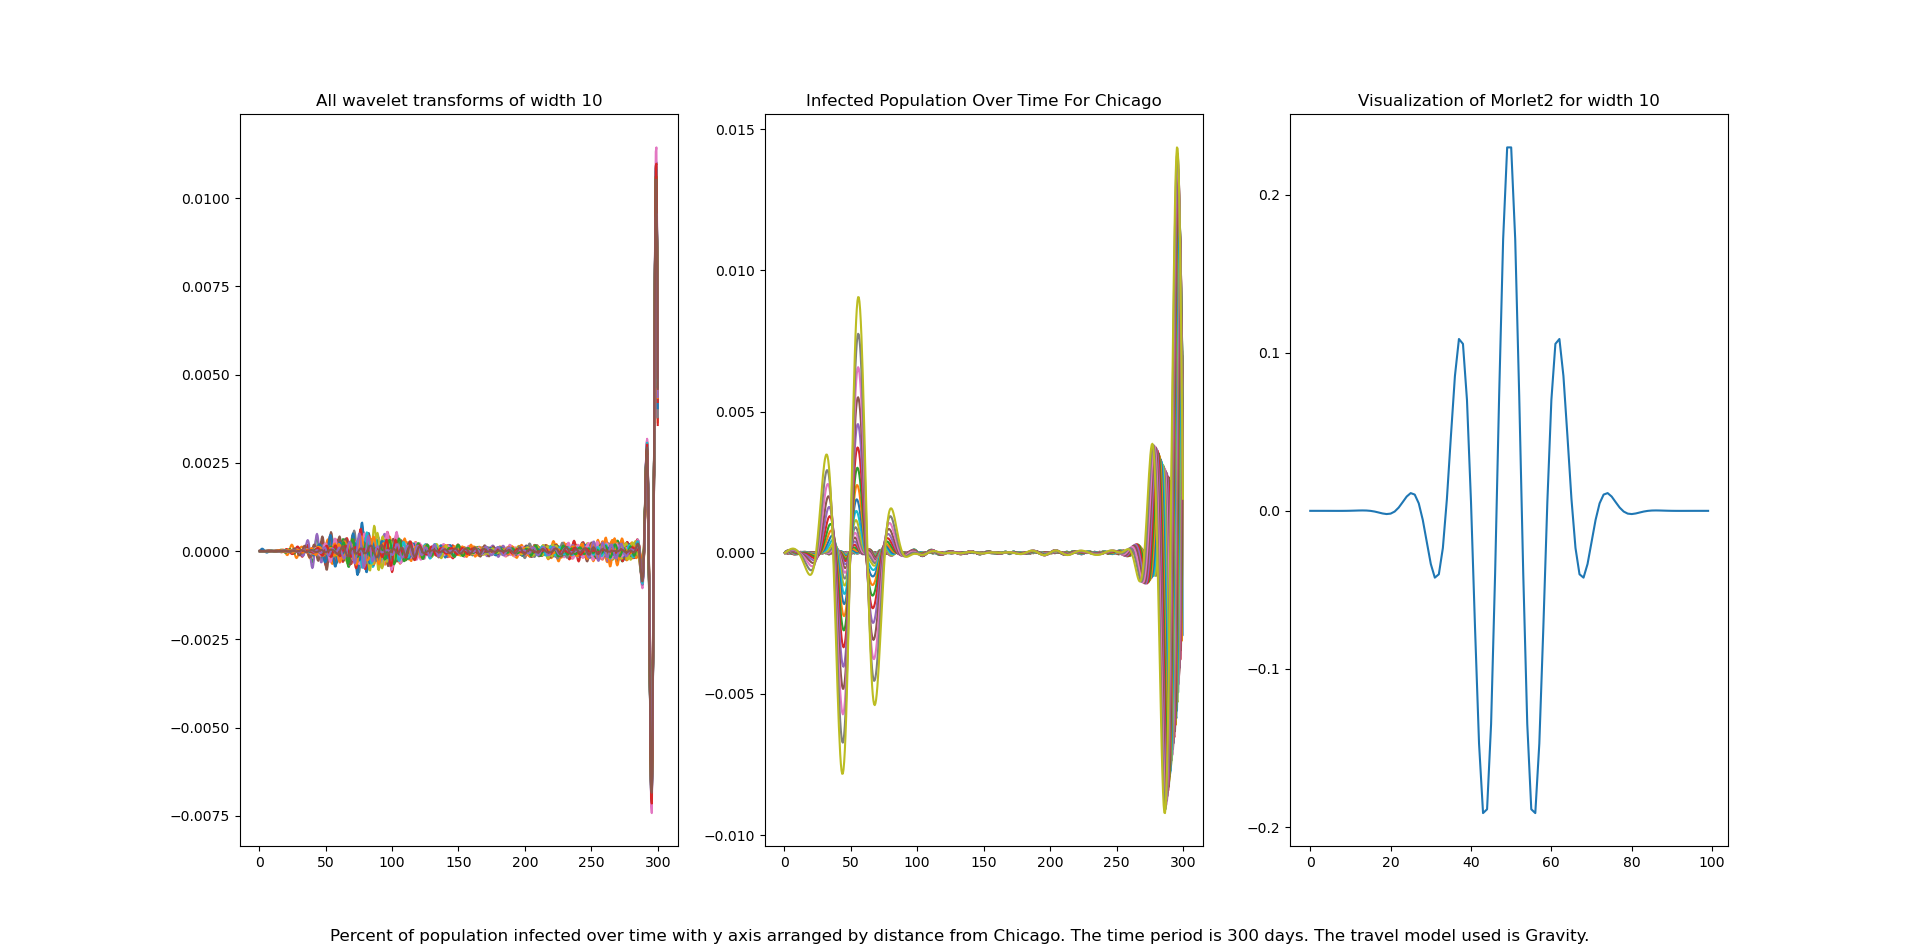 All wavelet transforms of width 10
0.0100
0.0075
0.0050
0.0025
0.0000
−0.0025
−0.0050
−0.0075
0 50 100 150 200 250 300
Infected Population Over Time For Chicago
0.015
0.010
0.005
0.000
−0.005
−0.010
0 50 100 150 200 250 300
Visualization of Morlet2 for width 10
0.2
0.1
0.0
−0.1
−0.2
0 20 40 60 80 100
Percent of population infected over time with y axis arranged by distance from Chicago. The time period is 300 days. The travel model used is Gravity.